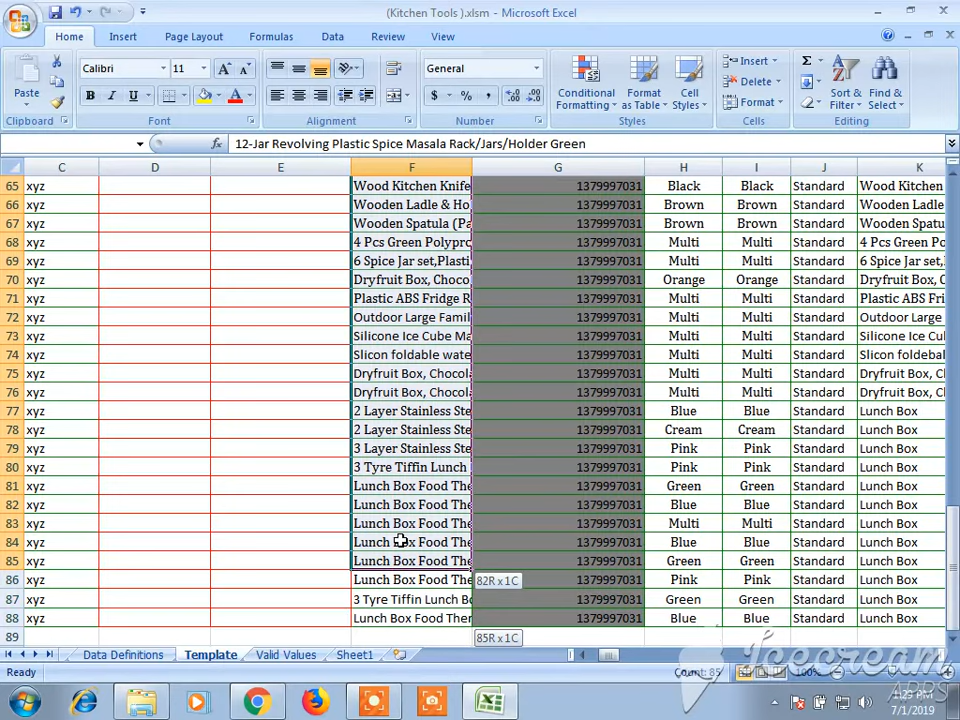 (Kitchen Tools ).xlsm - Microsoft Excel
Home Insert Page Layout Formulas Data Review View
Paste Calibri 11 A A General Conditional Formatting Format as Table Cell Styles Insert Delete Format Sort & Filter Find & Select
B I U A $ % ,
Clipboard Font Alignment Number Styles Cells Editing
fx 12-Jar Revolving Plastic Spice Masala Rack/Jars/Holder Green
C D E F G H I J K
65 xyz Wood Kitchen Knife 1379997031 Black Black Standard Wood Kitchen
66 xyz Wooden Ladle & Ho 1379997031 Brown Brown Standard Wooden Ladle
67 xyz Wooden Spatula (Pa 1379997031 Brown Brown Standard Wooden Spatu
68 xyz 4 Pcs Green Polypro 1379997031 Multi Multi Standard 4 Pcs Green Po
69 xyz 6 Spice Jar set,Plasti 1379997031 Multi Multi Standard 6 Spice Jar set,
70 xyz Dryfruit Box, Choco 1379997031 Orange Orange Standard Dryfruit Box, C
71 xyz Plastic ABS Fridge R 1379997031 Multi Multi Standard Plastic ABS Fri
72 xyz Outdoor Large Famil 1379997031 Multi Multi Standard Outdoor Large
73 xyz Silicone Ice Cube Ma 1379997031 Multi Multi Standard Silicone Ice Cu
74 xyz Slicon foldable wate 1379997031 Multi Multi Standard Slicon foldebal
75 xyz Dryfruit Box, Chocol 1379997031 Multi Multi Standard Dryfruit Box, C
76 xyz Dryfruit Box, Chocol 1379997031 Multi Multi Standard Dryfruit Box, C
77 xyz 2 Layer Stainless Ste 1379997031 Blue Blue Standard Lunch Box
78 xyz 2 Layer Stainless Ste 1379997031 Cream Cream Standard Lunch Box
79 xyz 3 Layer Stainless Ste 1379997031 Pink Pink Standard Lunch Box
80 xyz 3 Tyre Tiffin Lunch 1379997031 Pink Pink Standard Lunch Box
81 xyz Lunch Box Food The 1379997031 Green Green Standard Lunch Box
82 xyz Lunch Box Food The 1379997031 Blue Blue Standard Lunch Box
83 xyz Lunch Box Food The 1379997031 Multi Multi Standard Lunch Box
84 xyz Lunch Box Food The 1379997031 Blue Blue Standard Lunch Box
85 xyz Lunch Box Food The 1379997031 Green Green Standard Lunch Box
86 xyz Lunch Box Food The 82R x 1C 1379997031 Pink Pink Standard Lunch Box
87 xyz 3 Tyre Tiffin Lunch Bo 1379997031 Green Green Standard Lunch Box
88 xyz Lunch Box Food Ther 1379997031 Blue Blue Standard Lunch Box
89 85R x 1C
Data Definitions Template Valid Values Sheet1
Ready Count: 85 100%
Icecream
APPS
1:29 PM
7/1/2019